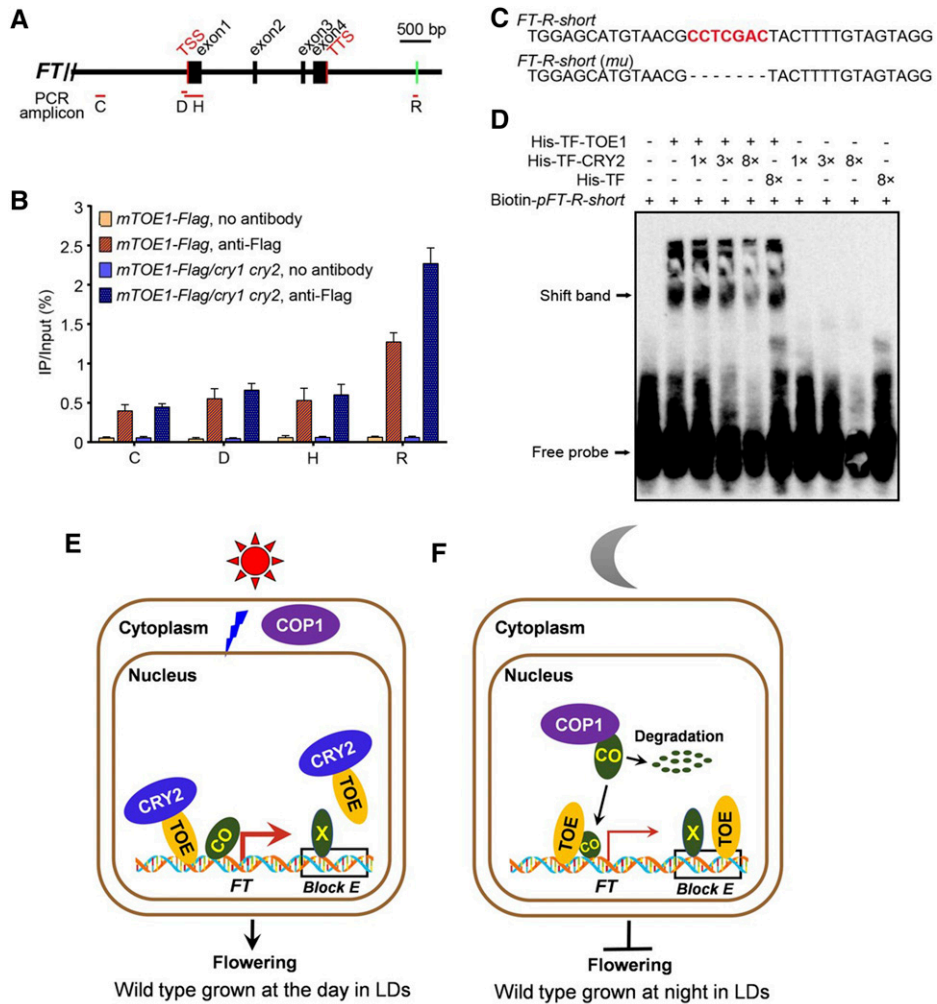 A
TSS
exon1
exon2
exon3
exon4
TTS
500 bp
FT
PCR
amplicon
C
D
H
R
B
mTOE1-Flag, no antibody
mTOE1-Flag, anti-Flag
mTOE1-Flag/cry1 cry2, no antibody
mTOE1-Flag/cry1 cry2, anti-Flag
IP/Input (%)
3
2.5
2
1.5
1
0.5
0
C D H R
C
FT-R-short
TGGAGCATGTAACGCCTCGACTACTTTTGTAGTAGG
FT-R-short (mu)
TGGAGCATGTAACG-------TACTTTTGTAGTAGG
D
His-TF-TOE1 - + + + + + - - - -
His-TF-CRY2 - - 1× 3× 8× - 1× 3× 8× -
His-TF - - - - - 8× - - - 8×
Biotin-pFT-R-short + + + + + + + + + +
Shift band
Free probe
E
Cytoplasm
COP1
Nucleus
CRY2
TOE
CO
CRY2
TOE
X
FT
Block E
Flowering
Wild type grown at the day in LDs
F
Cytoplasm
Nucleus
COP1
CO
Degradation
TOE
CO
X
TOE
FT
Block E
Flowering
Wild type grown at night in LDs